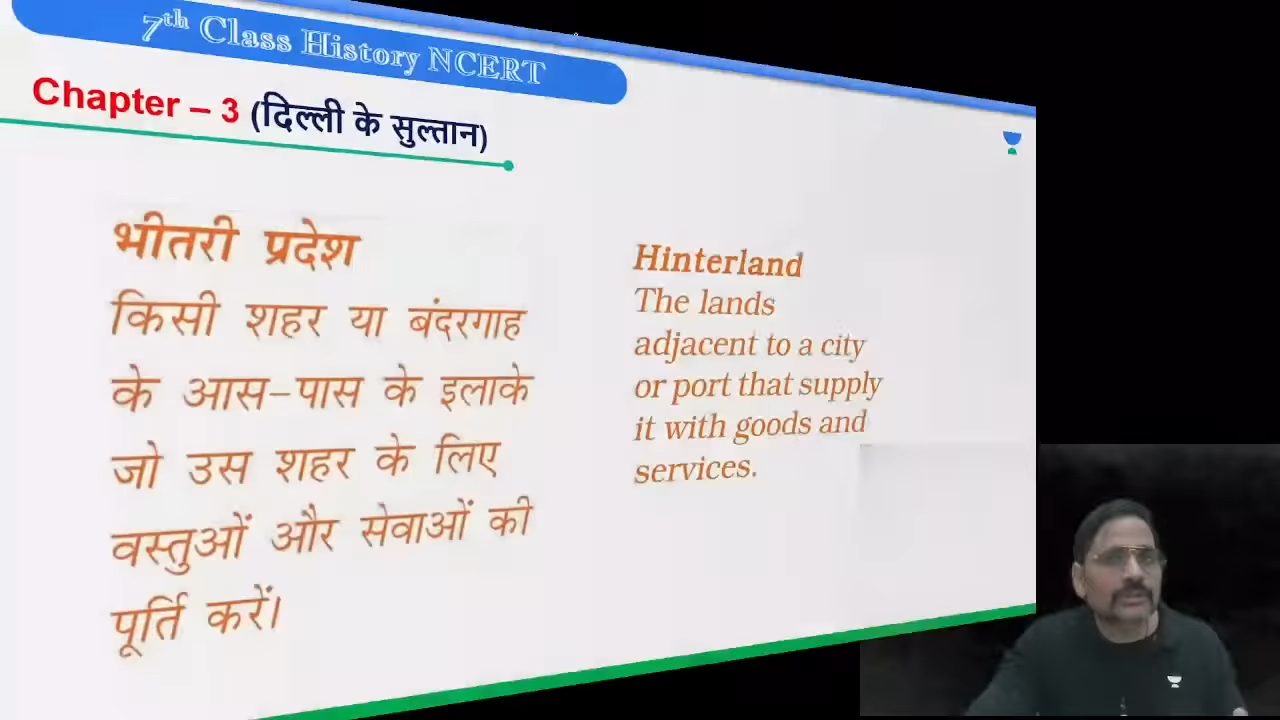 7th Class History NCERT
Chapter – 3 (दिल्ली के सुल्तान)
भीतरी प्रदेश
किसी शहर या बंदरगाह
के आस-पास के इलाके
जो उस शहर के लिए
वस्तुओं और सेवाओं की
पूर्ति करें।
Hinterland
The lands
adjacent to a city
or port that supply
it with goods and
services.